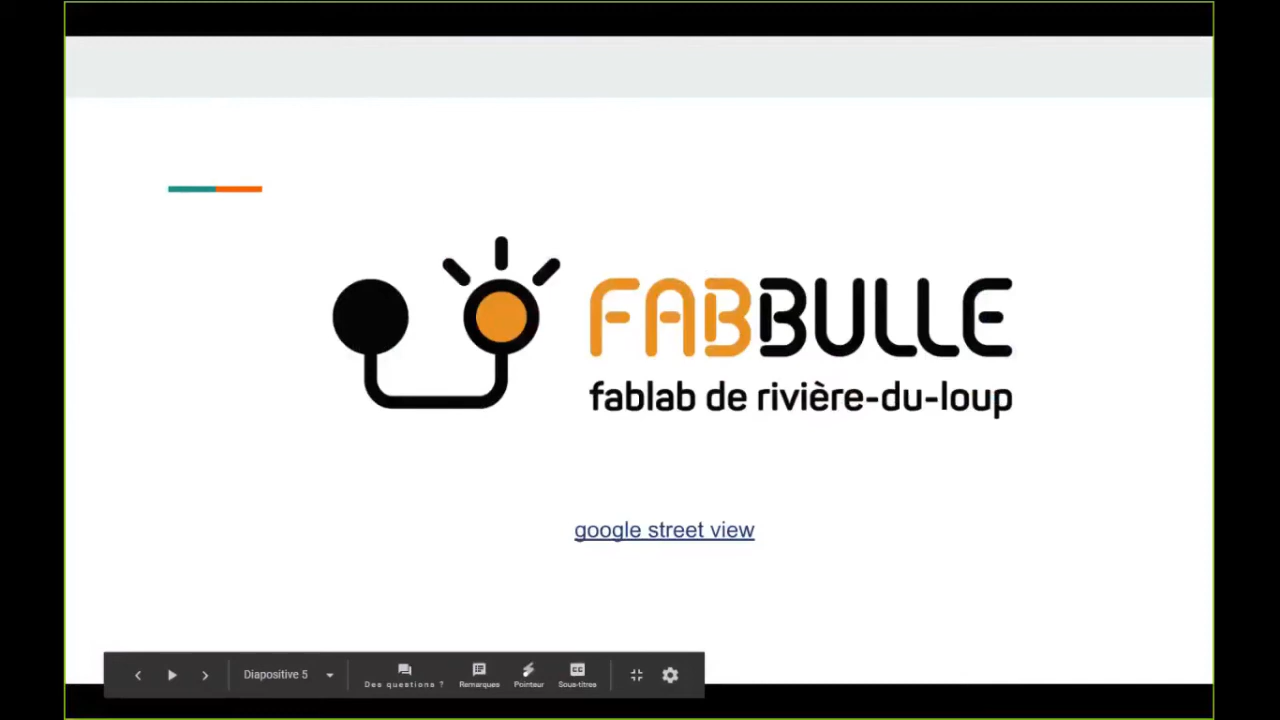 FABBULLE
fablab de rivière-du-loup
google street view
Diapositive 5
Des questions ?
Remarques
Pointeur
Sous-titres